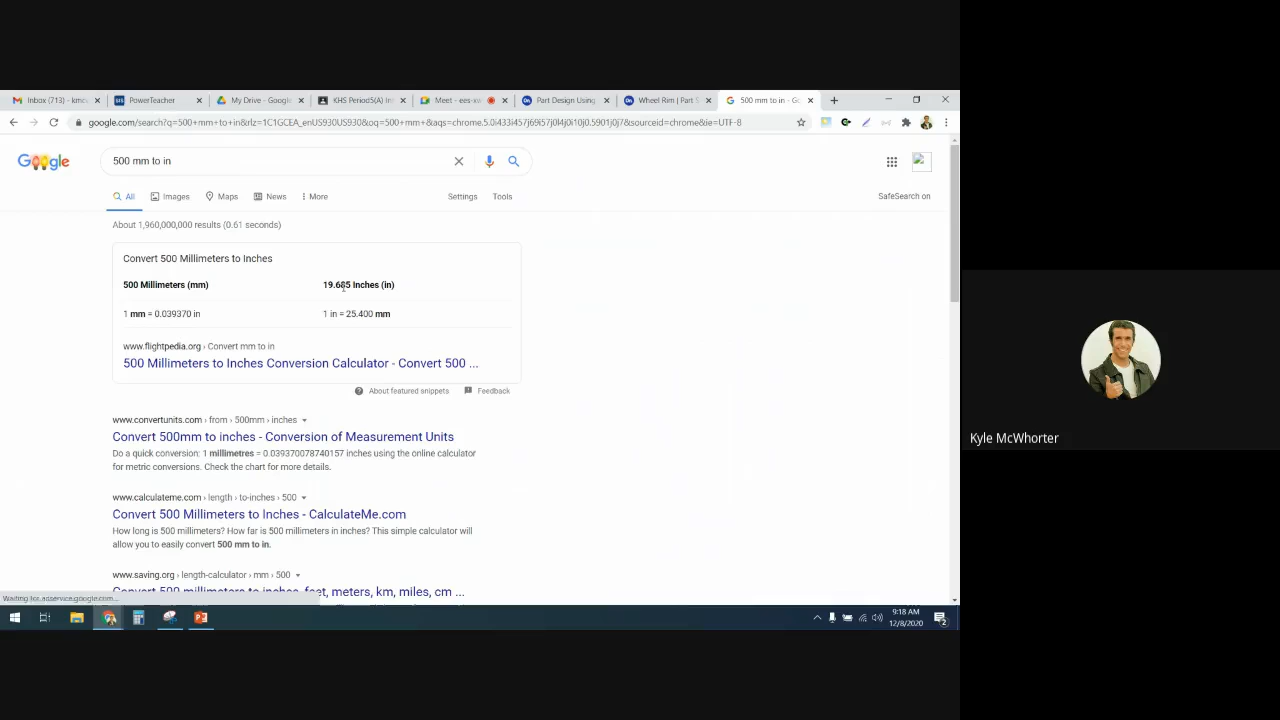 Inbox (713) - kmc
PowerTeacher
My Drive - Google
KHS Period5(A) In
Meet - ees-xw
Part Design Using
Wheel Rim | Part S
500 mm to in - Go
google.com/search?q=500+mm+to+in&rlz=1C1GCEA_enUS930US930&oq=500+mm+&aqs=chrome.5.0i433i457j69i57j0l4j0i10j0.5901j0j7&sourceid=chrome&ie=UTF-8
Google
500 mm to in
All Images Maps News More Settings Tools SafeSearch on
About 1,960,000,000 results (0.61 seconds)
Convert 500 Millimeters to Inches
500 Millimeters (mm) 19.685 Inches (in)
1 mm = 0.039370 in 1 in = 25.400 mm
www.flightpedia.org › Convert mm to in
500 Millimeters to Inches Conversion Calculator - Convert 500 ...
About featured snippets Feedback
www.convertunits.com › from › 500mm › inches
Convert 500mm to inches - Conversion of Measurement Units
Do a quick conversion: 1 millimetres = 0.039370078740157 inches using the online calculator
for metric conversions. Check the chart for more details.
www.calculateme.com › length › to-inches › 500
Convert 500 Millimeters to Inches - CalculateMe.com
How long is 500 millimeters? How far is 500 millimeters in inches? This simple calculator will
allow you to easily convert 500 mm to in.
www.saving.org › length-calculator › mm › 500
Convert 500 millimeters to inches, feet, meters, km, miles, cm ...
Waiting for adservice.google.com...
9:18 AM
12/8/2020
Kyle McWhorter